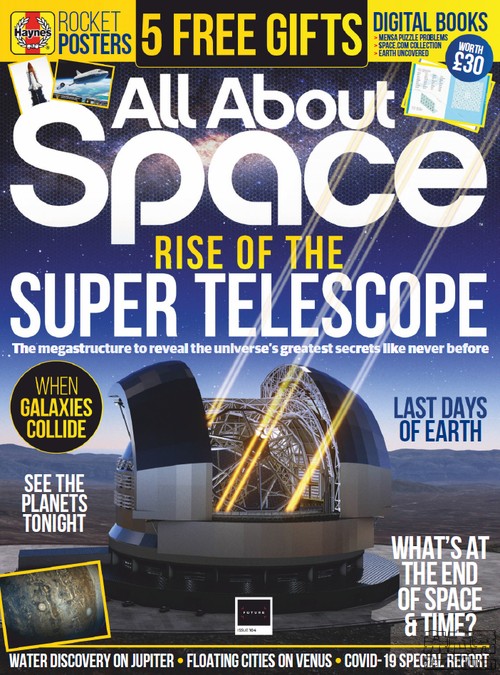 Haynes
ROCKET
POSTERS
5 FREE GIFTS
DIGITAL BOOKS
MENSA PUZZLE PROBLEMS
SPACE.COM COLLECTION
EARTH UNCOVERED
WORTH
£30
All About
Space
RISE OF THE
SUPER TELESCOPE
The megastructure to reveal the universe's greatest secrets like never before
WHEN
GALAXIES
COLLIDE
LAST DAYS
OF EARTH
SEE THE
PLANETS
TONIGHT
WHAT'S AT
THE END
OF SPACE
& TIME?
FUTURE
ISSUE 104
WATER DISCOVERY ON JUPITER • FLOATING CITIES ON VENUS • COVID-19 SPECIAL REPORT